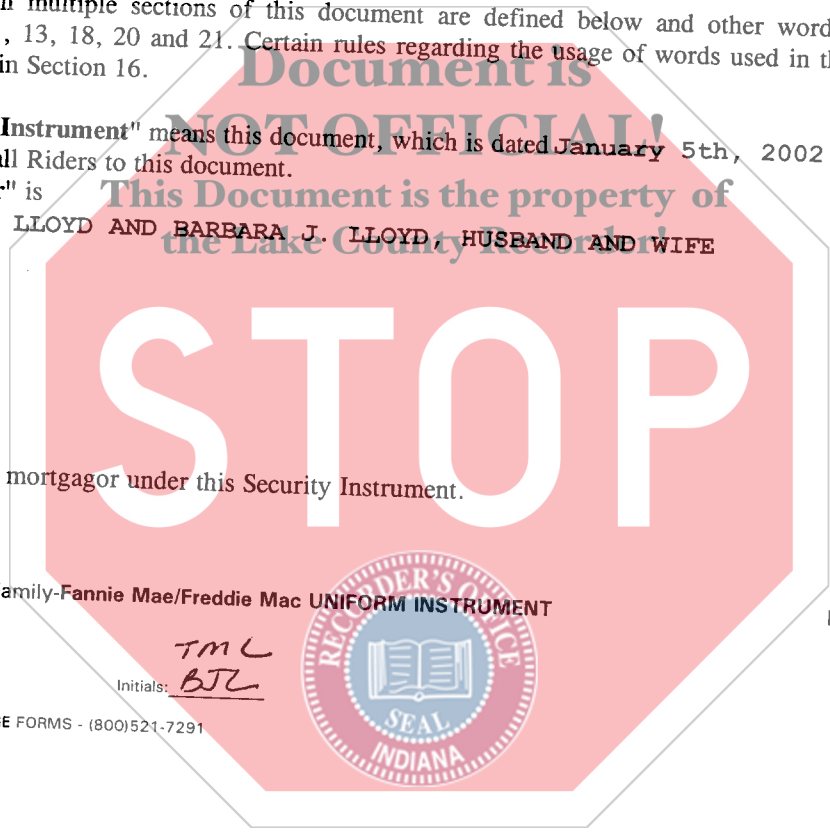 multiple sections of this document are defined below and other word
, 13, 18, 20 and 21. Certain rules regarding the usage of words used in th
in Section 16.
Document is
NOT OFFICIAL!
Instrument" means this document, which is dated January 5th, 2002
all Riders to this document.
" is
This Document is the property of
the Lake County Recorder!
LLOYD AND BARBARA J. LLOYD, HUSBAND AND WIFE
STOP
mortgagor under this Security Instrument.
amily-Fannie Mae/Freddie Mac UNIFORM INSTRUMENT
TML
Initials: BJL
E FORMS - (800)521-7291
RECORDER'S OFFICE
SEAL
INDIANA